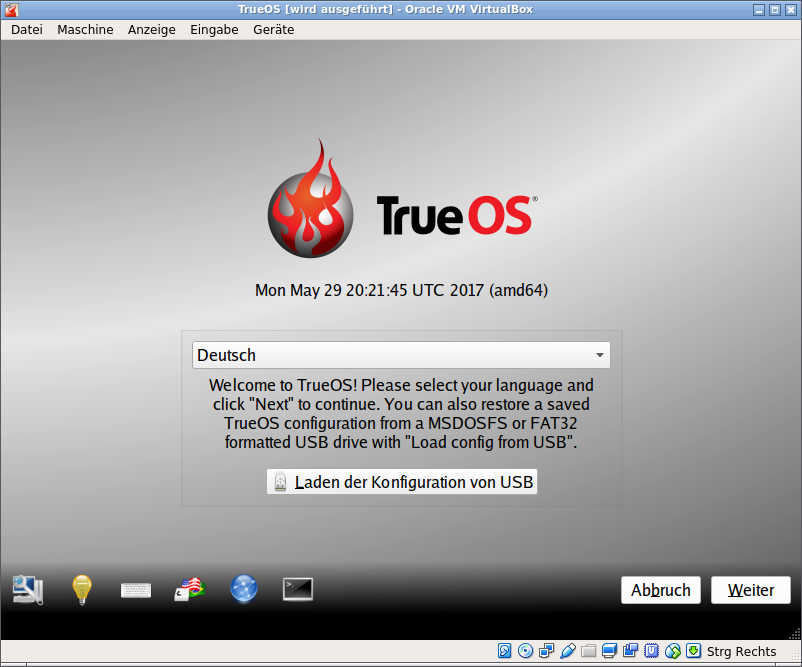 TrueOS [wird ausgeführt] - Oracle VM VirtualBox
Datei Maschine Anzeige Eingabe Geräte
TrueOS®
Mon May 29 20:21:45 UTC 2017 (amd64)
Deutsch
Welcome to TrueOS! Please select your language and
click "Next" to continue. You can also restore a saved
TrueOS configuration from a MSDOSFS or FAT32
formatted USB drive with "Load config from USB".
Laden der Konfiguration von USB
Abbruch Weiter
Strg Rechts